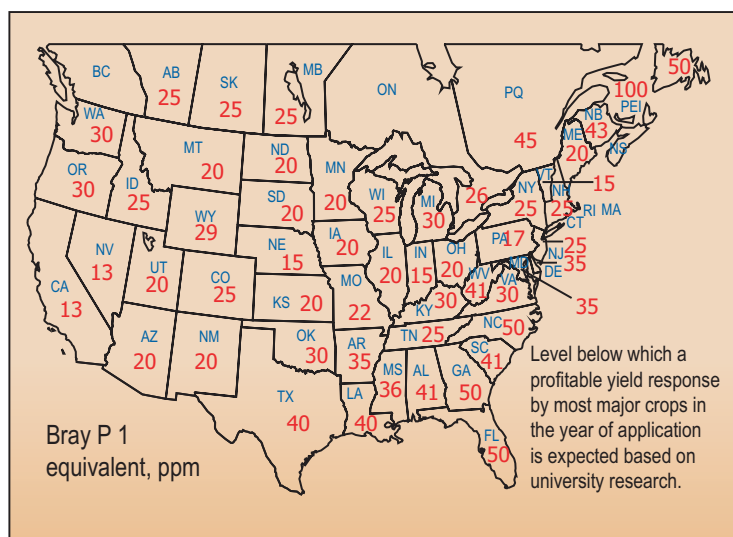 50
BC
AB
25
SK
25
MB
25
ON
PQ
45
100
PEI
NB
43
NS
WA
30
MT
20
ND
20
MN
20
ME
20
VT
NH
15
OR
30
ID
25
WY
29
SD
20
WI
25
MI
30
26
NY
25
25
RI MA
CT
NV
13
UT
20
CO
25
NE
15
IA
20
IL
20
IN
15
OH
20
PA
17
25
NJ
35
MD
DE
35
CA
13
KS
20
MO
22
KY
30
WV
41
VA
30
AZ
20
NM
20
OK
30
AR
35
TN
25
NC
50
SC
41
TX
40
LA
40
MS
36
AL
41
GA
50
FL
50
Bray P 1
equivalent, ppm
Level below which a
profitable yield response
by most major crops in
the year of application
is expected based on
university research.